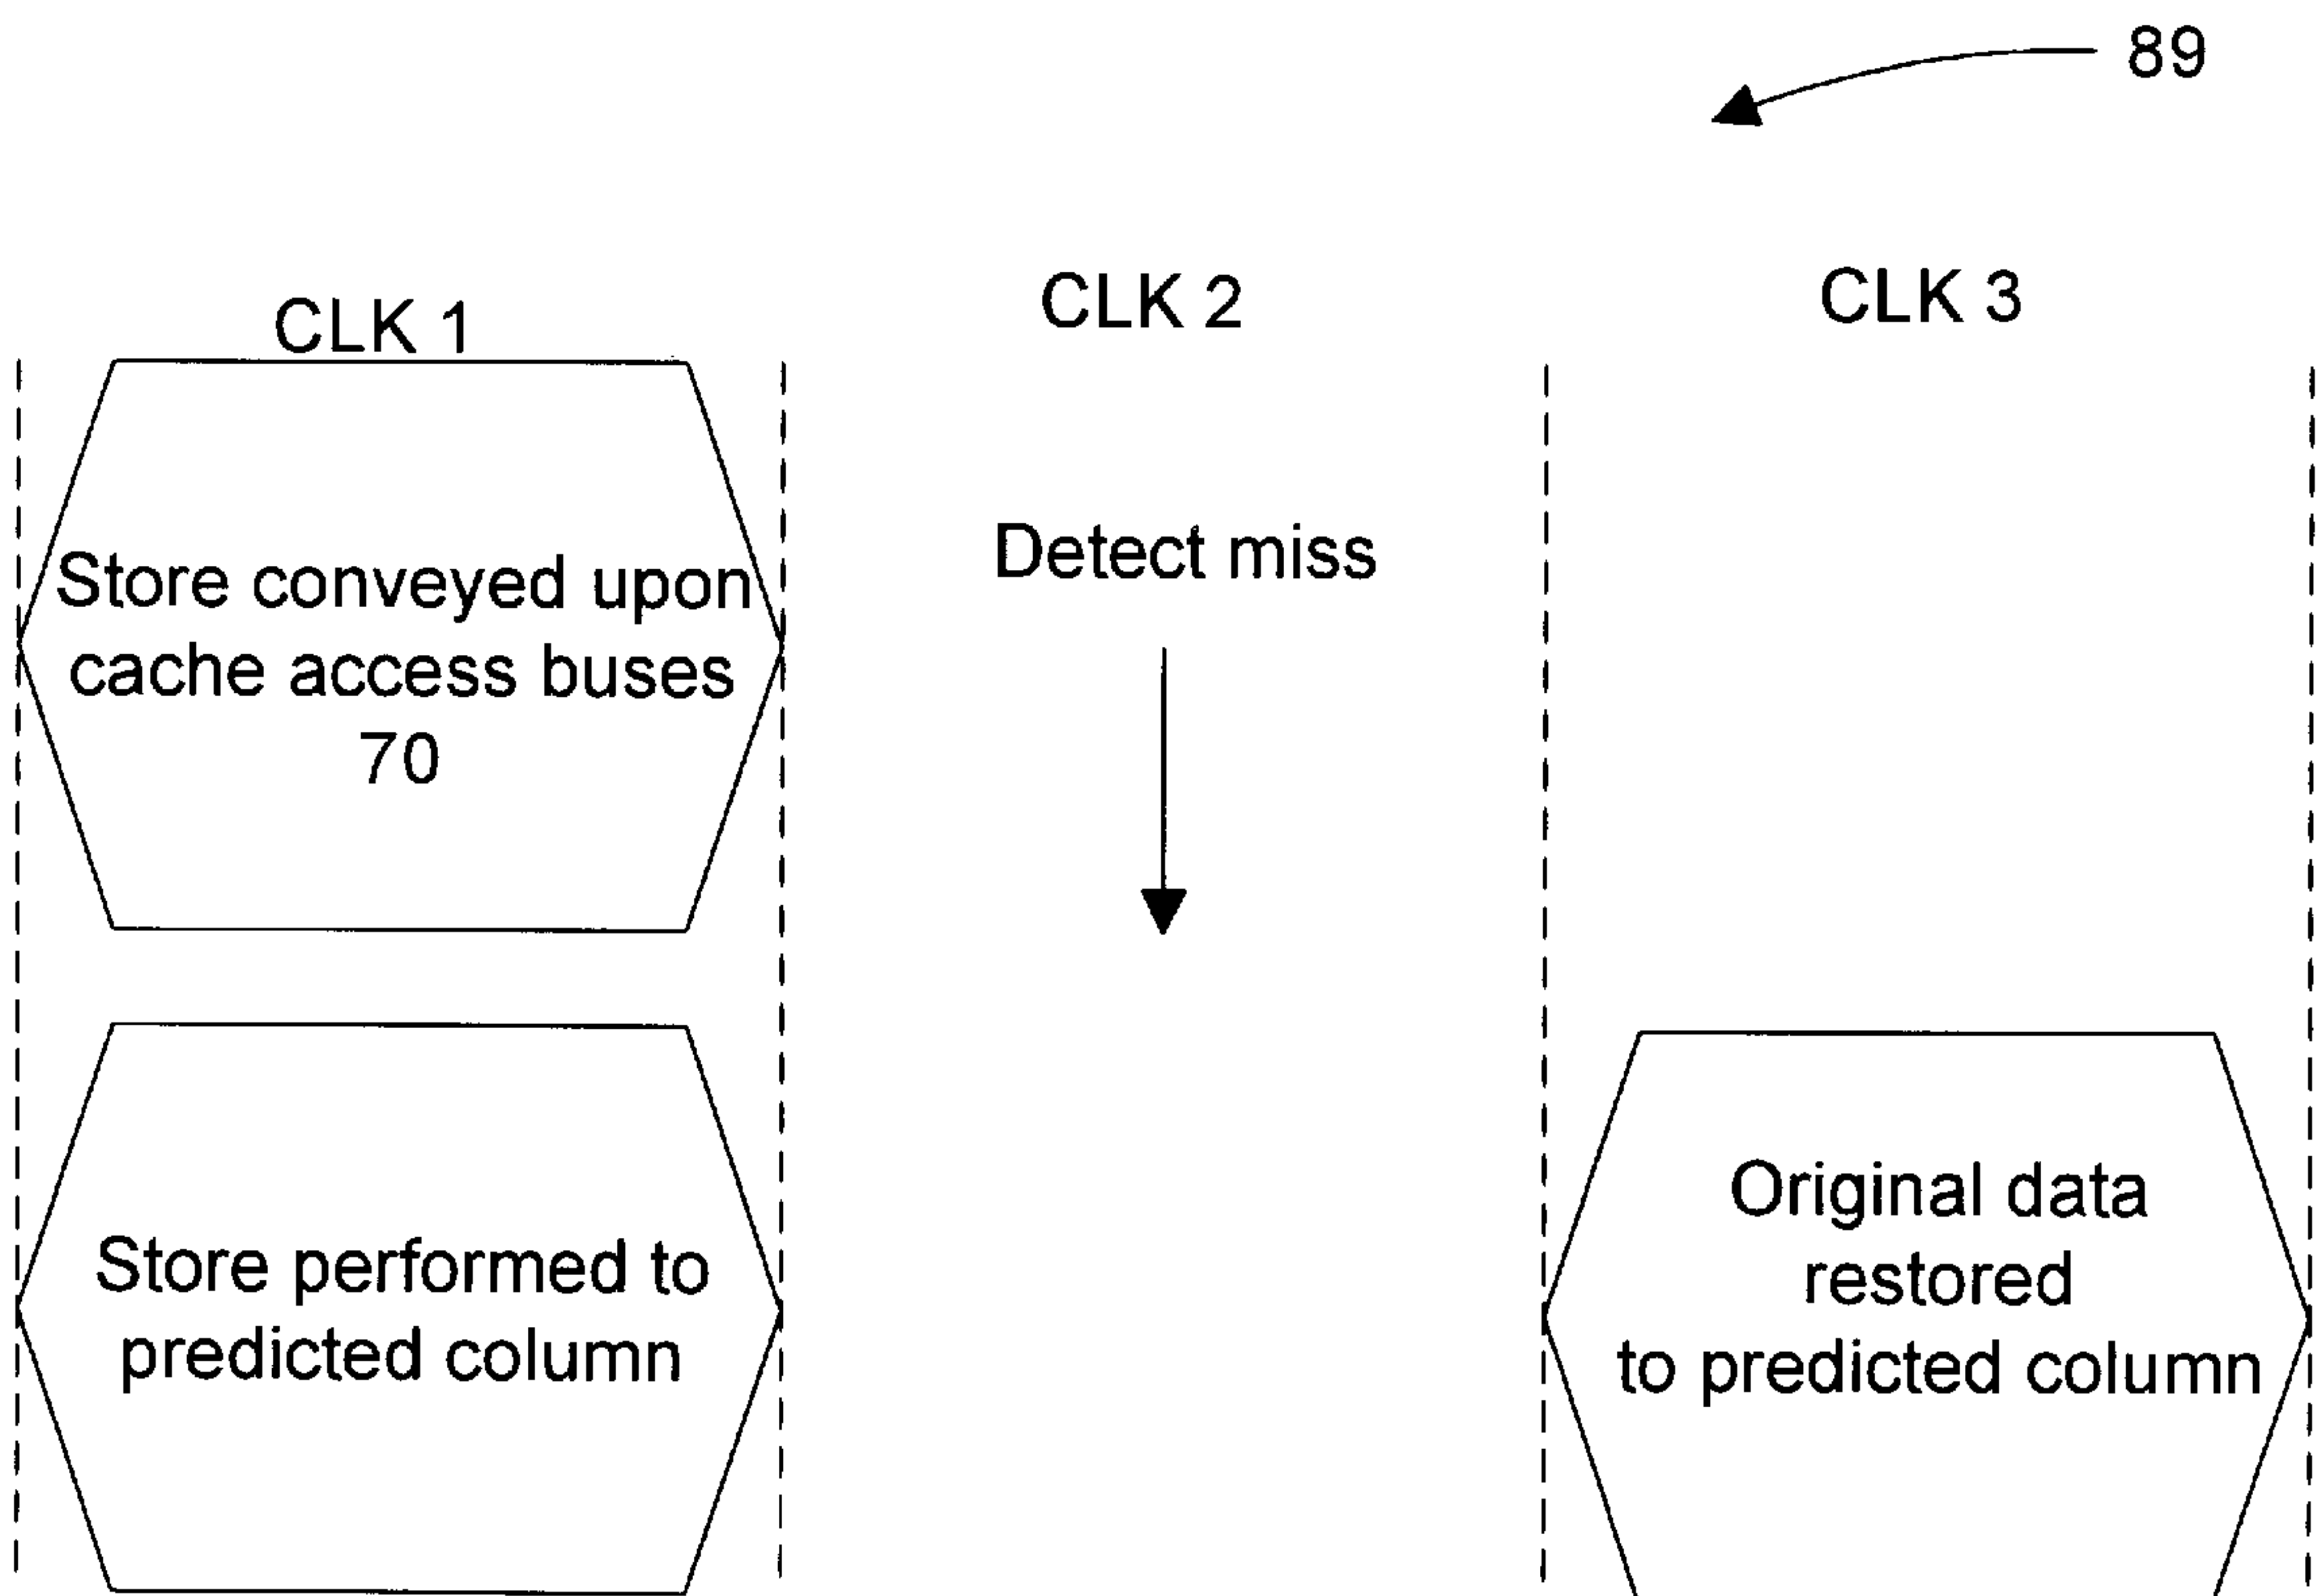 89
CLK 1
CLK 2
CLK 3
Store conveyed upon
cache access buses
70
Detect miss
Store performed to
predicted column
Original data
restored
to predicted column